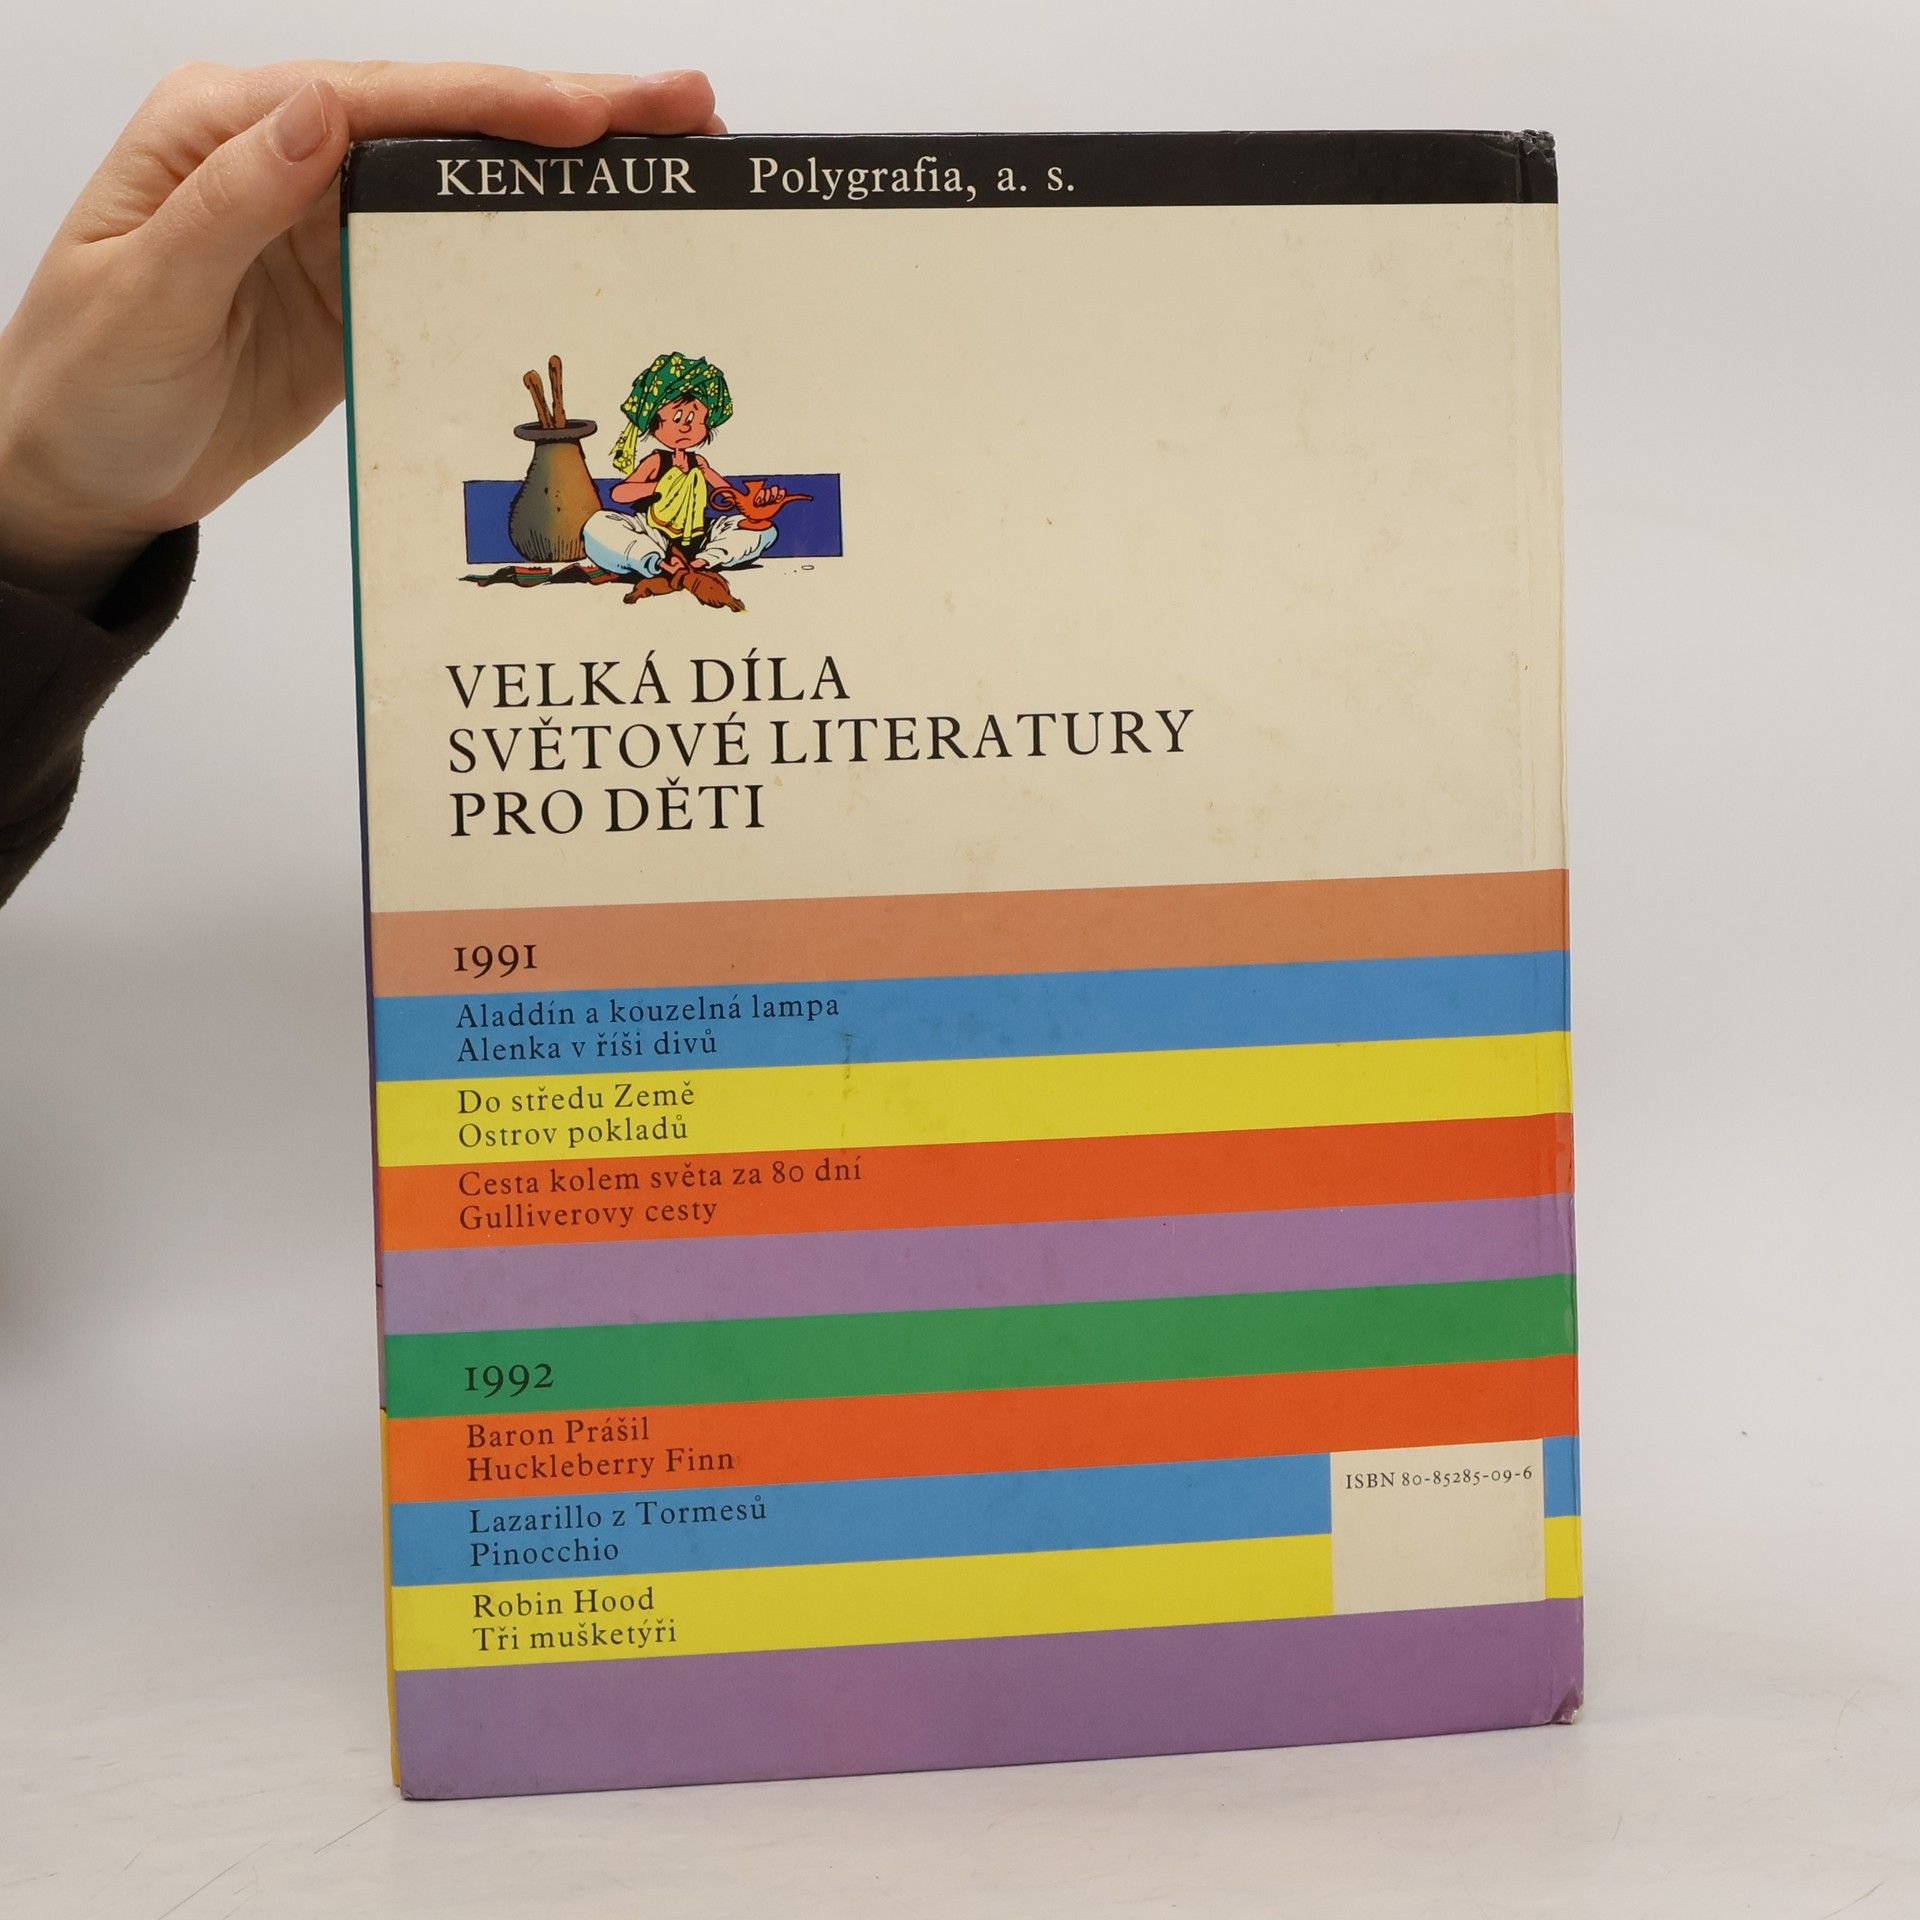 KENTAUR Polygrafia, a. s.
VELKÁ DÍLA
SVĚTOVÉ LITERATURY
PRO DĚTI
1991
Aladdín a kouzelná lampa
Alenka v říši divů
Do středu Země
Ostrov pokladů
Cesta kolem světa za 80 dní
Gulliverovy cesty
1992
Baron Prášil
Huckleberry Finn
Lazarillo z Tormesů
Pinocchio
Robin Hood
Tři mušketýři
ISBN 80-85285-09-6